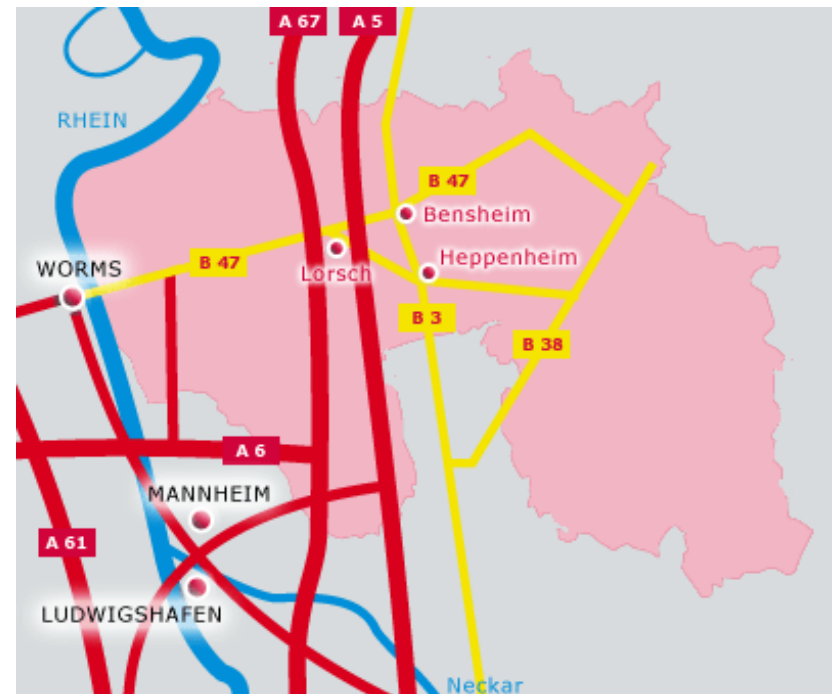 A 67
A 5
RHEIN
B 47
Bensheim
WORMS
B 47
Lorsch
Heppenheim
B 3
B 38
A 6
MANNHEIM
A 61
LUDWIGSHAFEN
Neckar